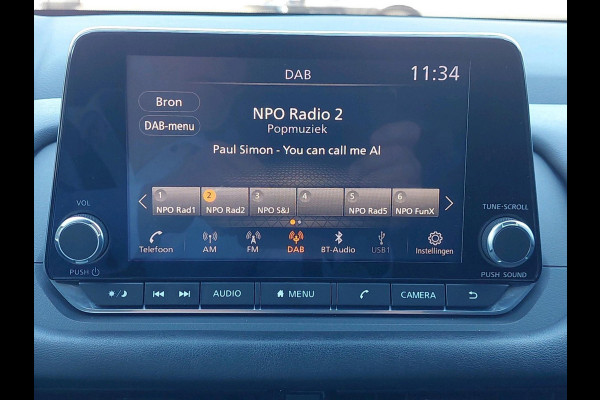 DAB
11:34
Bron
DAB-menu
NPO Radio 2
Popmuziek
Paul Simon - You can call me Al
1 2 3 4 5 6
NPO Rad1 NPO Rad2 NPO S&J NPO Rad5 NPO FunX
Telefoon AM FM DAB BT-Audio USB1 Instellingen
VOL
PUSH
TUNE·SCROLL
PUSH SOUND
AUDIO MENU CAMERA